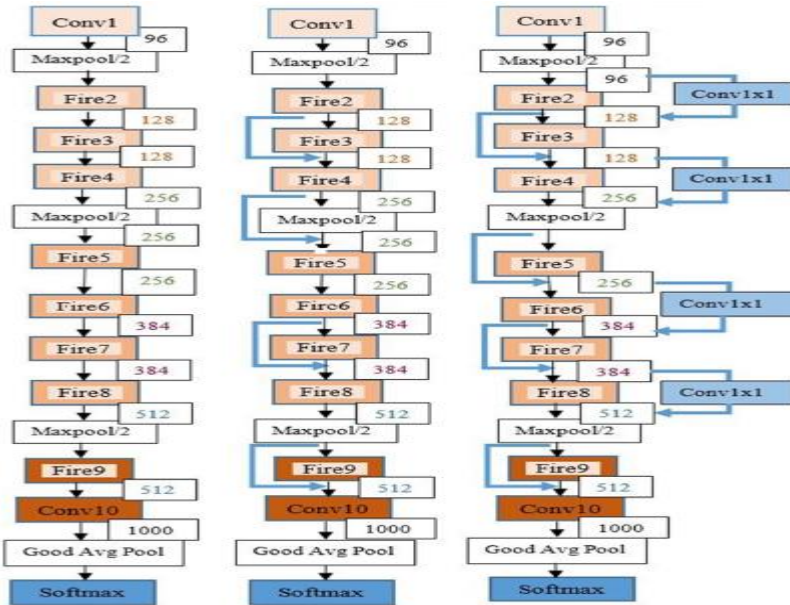 Conv1
96
Maxpool/2
Fire2
128
Fire3
128
Fire4
256
Maxpool/2
256
Fire5
256
Fire6
384
Fire7
384
Fire8
512
Maxpool/2
Fire9
512
Conv10
1000
Good Avg Pool
Softmax
Conv1
96
Maxpool/2
Fire2
128
Fire3
128
Fire4
256
Maxpool/2
256
Fire5
256
Fire6
384
Fire7
384
Fire8
512
Maxpool/2
Fire9
512
Conv10
1000
Good Avg Pool
Softmax
Conv1
96
Maxpool/2
96
Conv1x1
Fire2
128
Fire3
128
Conv1x1
Fire4
256
Maxpool/2
Fire5
256
Conv1x1
Fire6
384
Fire7
384
Conv1x1
Fire8
512
Maxpool/2
Fire9
512
Conv10
1000
Good Avg Pool
Softmax